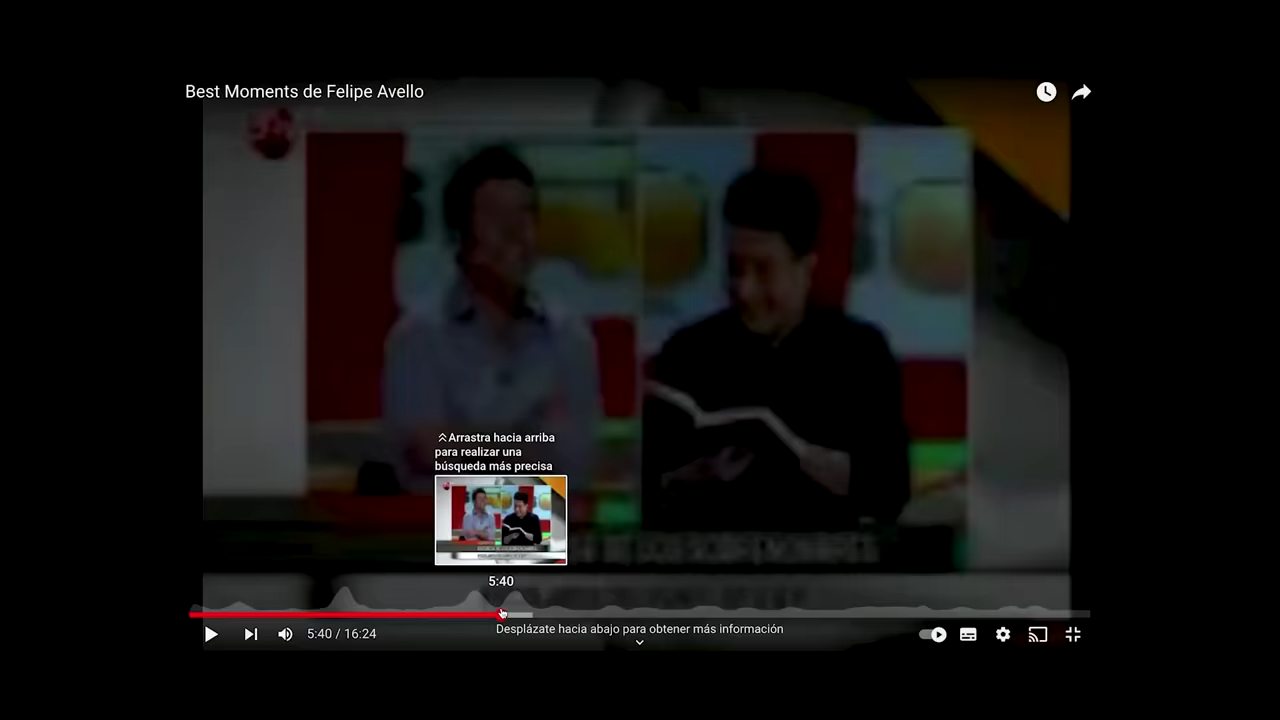 Best Moments de Felipe Avello
Arrastra hacia arriba
para realizar una
búsqueda más precisa
5:40
5:40 / 16:24
Desplázate hacia abajo para obtener más información